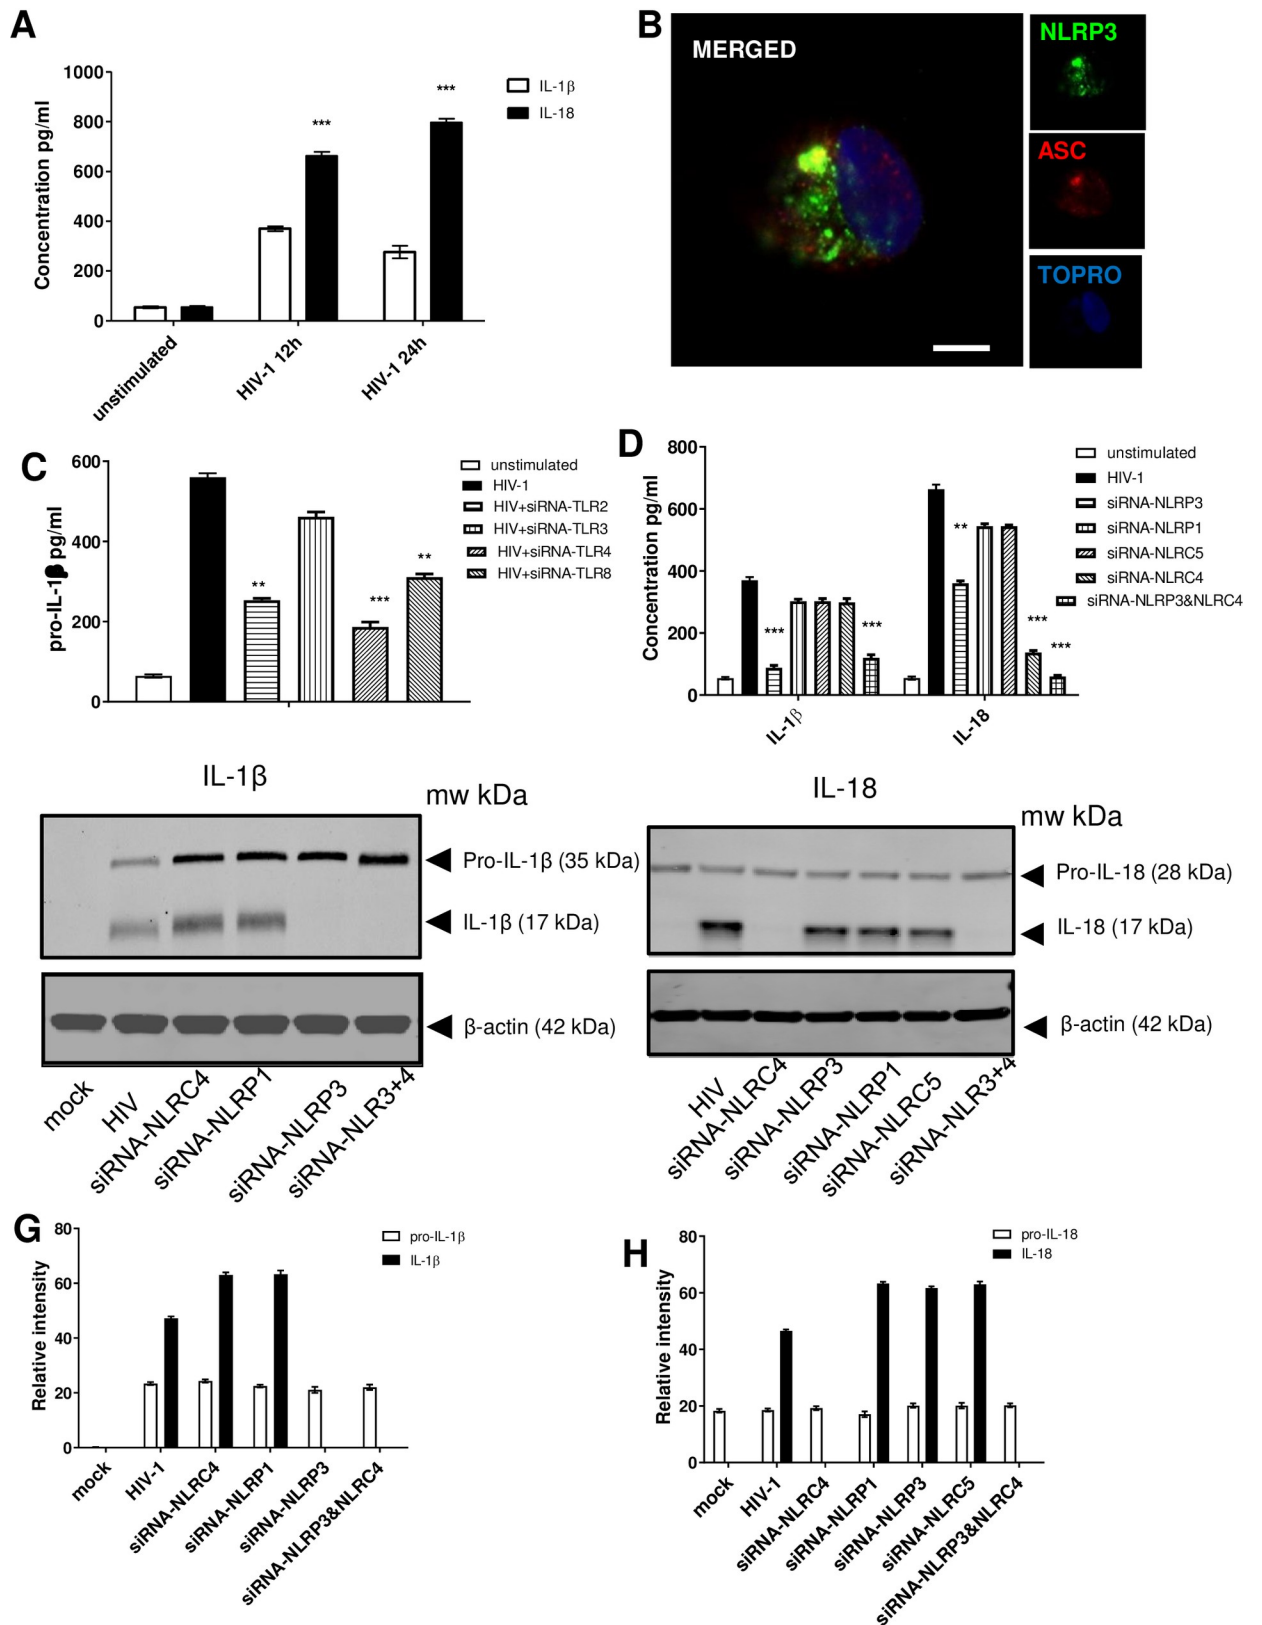 A
1000
800
600
400
200
0
Concentration pg/ml
***
***
IL-1β
IL-18
unstimulated
HIV-1 12h
HIV-1 24h
B
MERGED
NLRP3
ASC
TOPRO
C
600
400
200
0
pro-IL-1β pg/ml
**
***
**
unstimulated
HIV-1
HIV+siRNA-TLR2
HIV+siRNA-TLR3
HIV+siRNA-TLR4
HIV+siRNA-TLR8
D
800
600
400
200
0
Concentration pg/ml
***
***
**
***
***
IL-1β
IL-18
unstimulated
HIV-1
siRNA-NLRP3
siRNA-NLRP1
siRNA-NLRC5
siRNA-NLRC4
siRNA-NLRP3&NLRC4
IL-1β
mw kDa
Pro-IL-1β (35 kDa)
IL-1β (17 kDa)
β-actin (42 kDa)
mock
HIV
siRNA-NLRC4
siRNA-NLRP1
siRNA-NLRP3
siRNA-NLR3+4
IL-18
mw kDa
Pro-IL-18 (28 kDa)
IL-18 (17 kDa)
β-actin (42 kDa)
HIV
siRNA-NLRC4
siRNA-NLRP3
siRNA-NLRP1
siRNA-NLRC5
siRNA-NLR3+4
G
80
60
40
20
0
Relative intensity
pro-IL-1β
IL-1β
mock
HIV-1
siRNA-NLRC4
siRNA-NLRP1
siRNA-NLRP3
siRNA-NLRP3&NLRC4
H
80
60
40
20
0
Relative intensity
pro-IL-18
IL-18
mock
HIV-1
siRNA-NLRC4
siRNA-NLRP1
siRNA-NLRP3
siRNA-NLRC5
siRNA-NLRP3&NLRC4